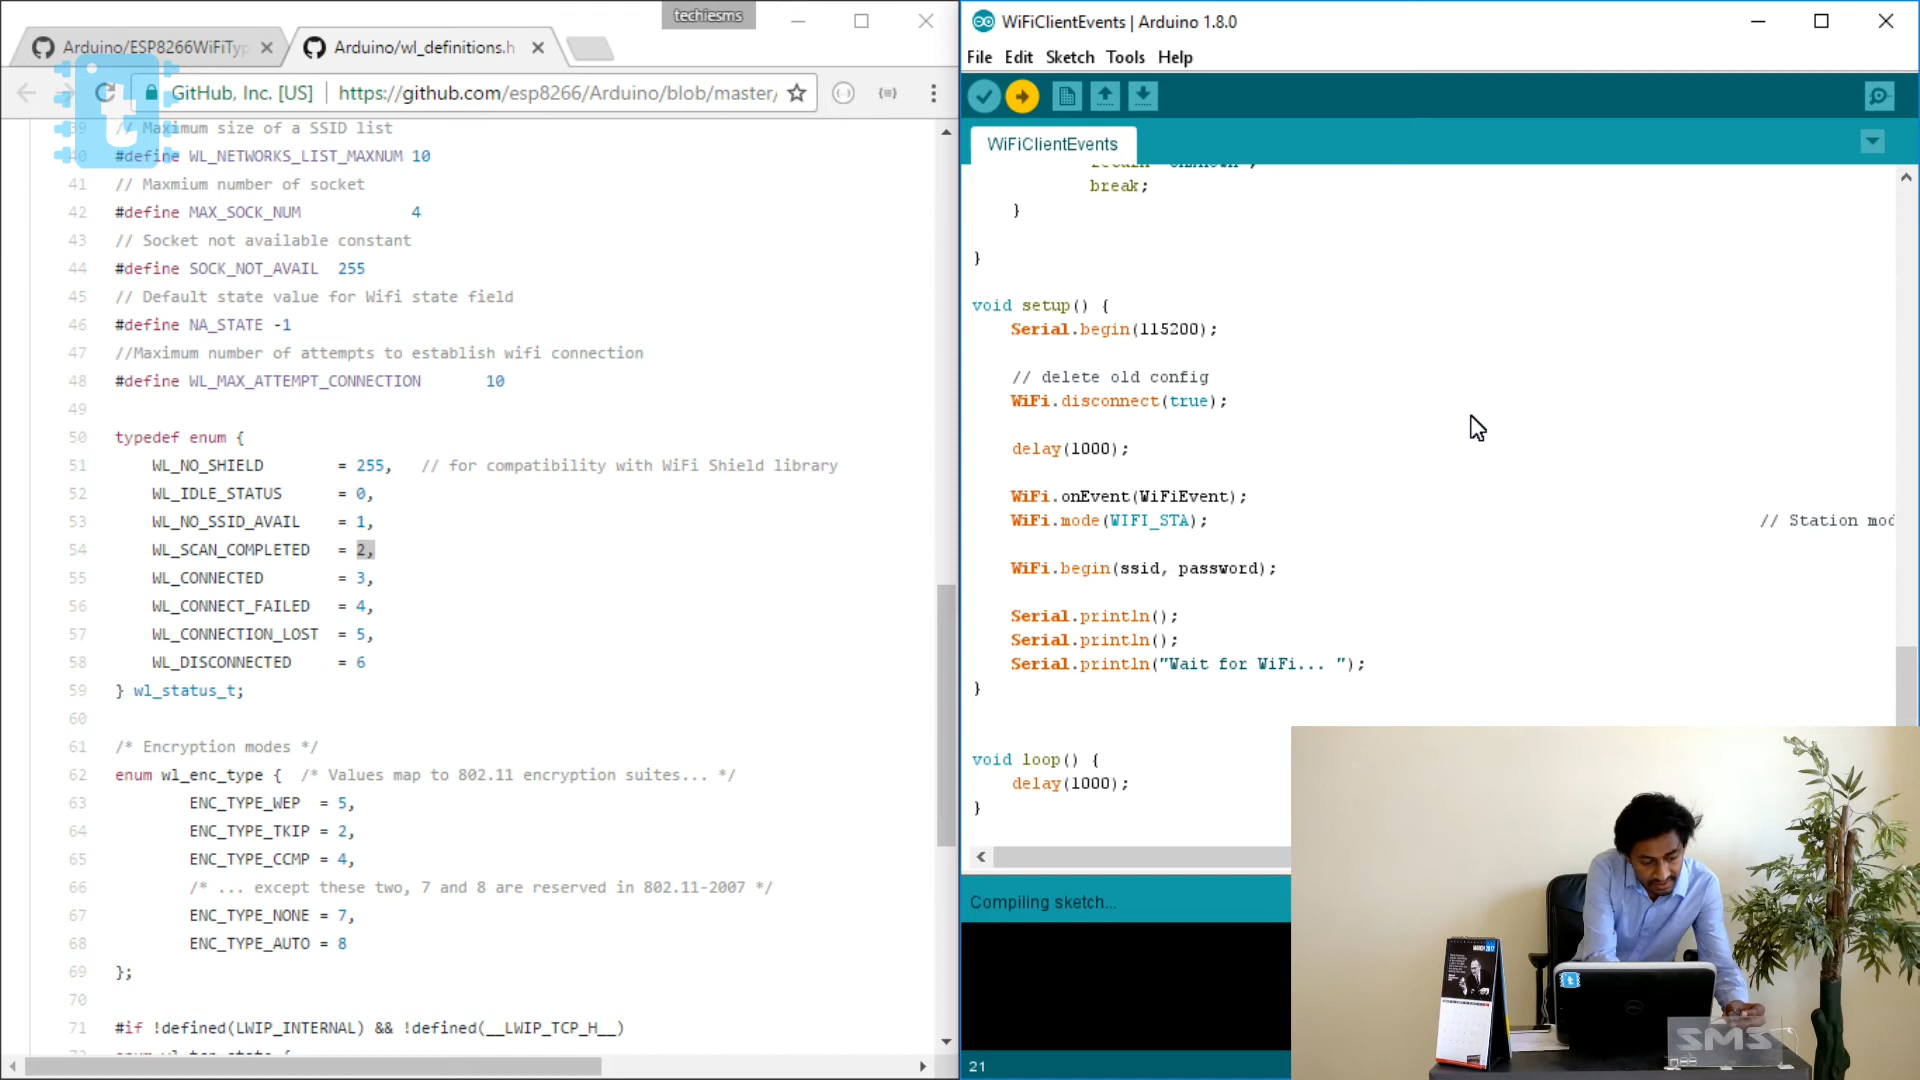 techiesms
Arduino/ESP8266WiFiTyp
Arduino/wl_definitions.h
GitHub, Inc. [US]
https://github.com/esp8266/Arduino/blob/master/
39 // Maximum size of a SSID list
40 #define WL_NETWORKS_LIST_MAXNUM 10
41 // Maxmium number of socket
42 #define MAX_SOCK_NUM 4
43 // Socket not available constant
44 #define SOCK_NOT_AVAIL 255
45 // Default state value for Wifi state field
46 #define NA_STATE -1
47 //Maximum number of attempts to establish wifi connection
48 #define WL_MAX_ATTEMPT_CONNECTION 10
49
50 typedef enum {
51 WL_NO_SHIELD = 255, // for compatibility with WiFi Shield library
52 WL_IDLE_STATUS = 0,
53 WL_NO_SSID_AVAIL = 1,
54 WL_SCAN_COMPLETED = 2,
55 WL_CONNECTED = 3,
56 WL_CONNECT_FAILED = 4,
57 WL_CONNECTION_LOST = 5,
58 WL_DISCONNECTED = 6
59 } wl_status_t;
60
61 /* Encryption modes */
62 enum wl_enc_type { /* Values map to 802.11 encryption suites... */
63 ENC_TYPE_WEP = 5,
64 ENC_TYPE_TKIP = 2,
65 ENC_TYPE_CCMP = 4,
66 /* ... except these two, 7 and 8 are reserved in 802.11-2007 */
67 ENC_TYPE_NONE = 7,
68 ENC_TYPE_AUTO = 8
69 };
70
71 #if !defined(LWIP_INTERNAL) && !defined(__LWIP_TCP_H__)
WiFiClientEvents | Arduino 1.8.0
File Edit Sketch Tools Help
WiFiClientEvents
break;
}
}
void setup() {
Serial.begin(115200);
// delete old config
WiFi.disconnect(true);
delay(1000);
WiFi.onEvent(WiFiEvent);
WiFi.mode(WIFI_STA); // Station mod
WiFi.begin(ssid, password);
Serial.println();
Serial.println();
Serial.println("Wait for WiFi... ");
}
void loop() {
delay(1000);
}
Compiling sketch...
21
MARCH 2017
t
SMS